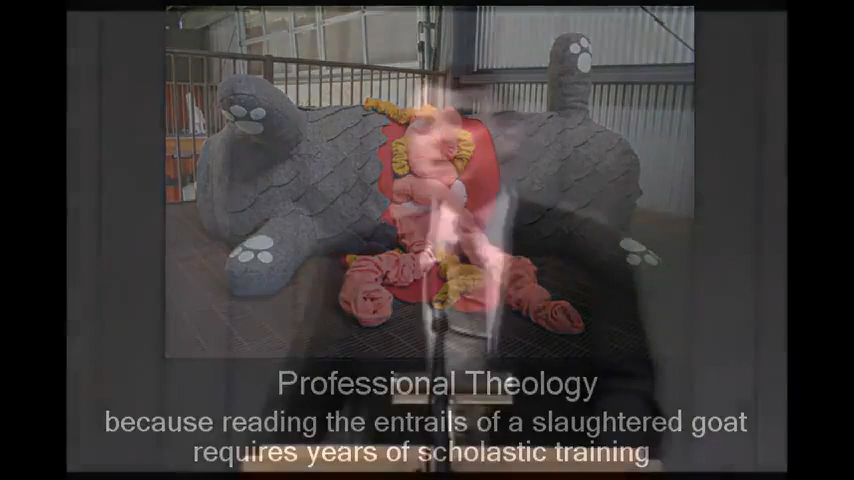 Professional Theology
because reading the entrails of a slaughtered goat
requires years of scholastic training